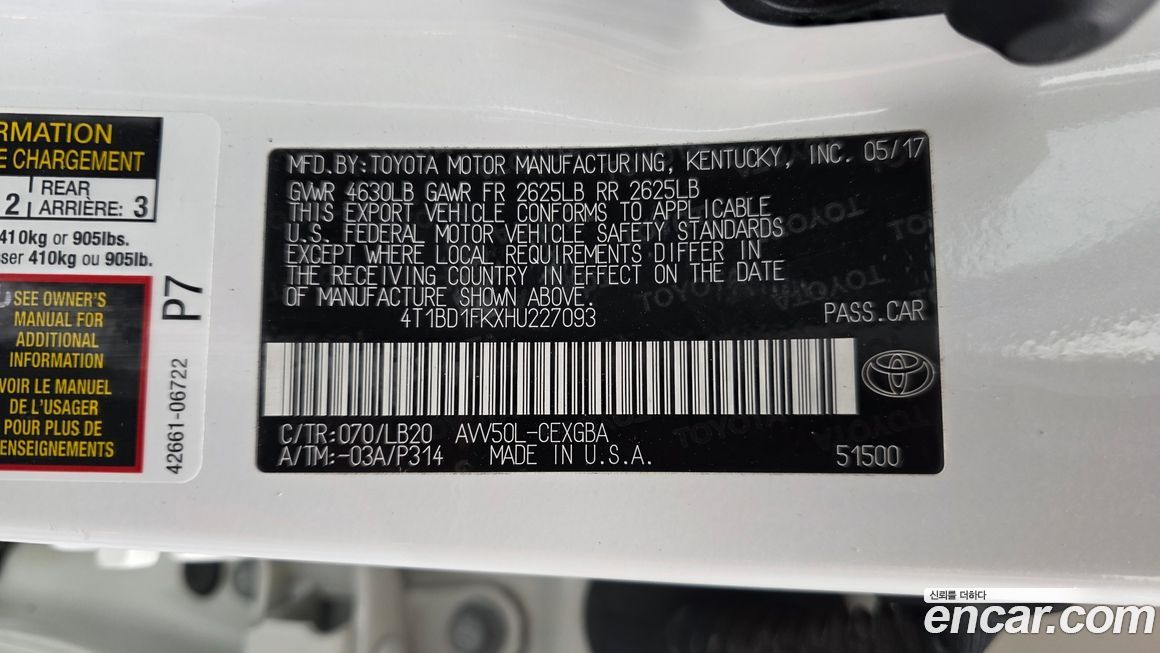 RMATION
E CHARGEMENT
2 REAR
ARRIÈRE: 3
410kg or 905lbs.
sser 410kg ou 905lb.
SEE OWNER'S
MANUAL FOR
ADDITIONAL
INFORMATION
VOIR LE MANUEL
DE L'USAGER
POUR PLUS DE
RENSEIGNEMENTS
P7
42661-06722
MFD.BY:TOYOTA MOTOR MANUFACTURING, KENTUCKY, INC. 05/17
GWWR 4630LB GAWR FR 2625LB RR 2625LB
THIS EXPORT VEHICLE CONFORMS TO APPLICABLE
U.S. FEDERAL MOTOR VEHICLE SAFETY STANDARDS
EXCEPT WHERE LOCAL REQUIREMENTS DIFFER IN
THE RECEIVING COUNTRY IN EFFECT ON THE DATE
OF MANUFACTURE SHOWN ABOVE.
4T1BD1FKXHU227093 PASS.CAR
C/TR:070/LB20 AVV50L-CEXGBA
A/TM:-03A/P314 MADE IN U.S.A. 51500
신뢰를 더하다
encar.com